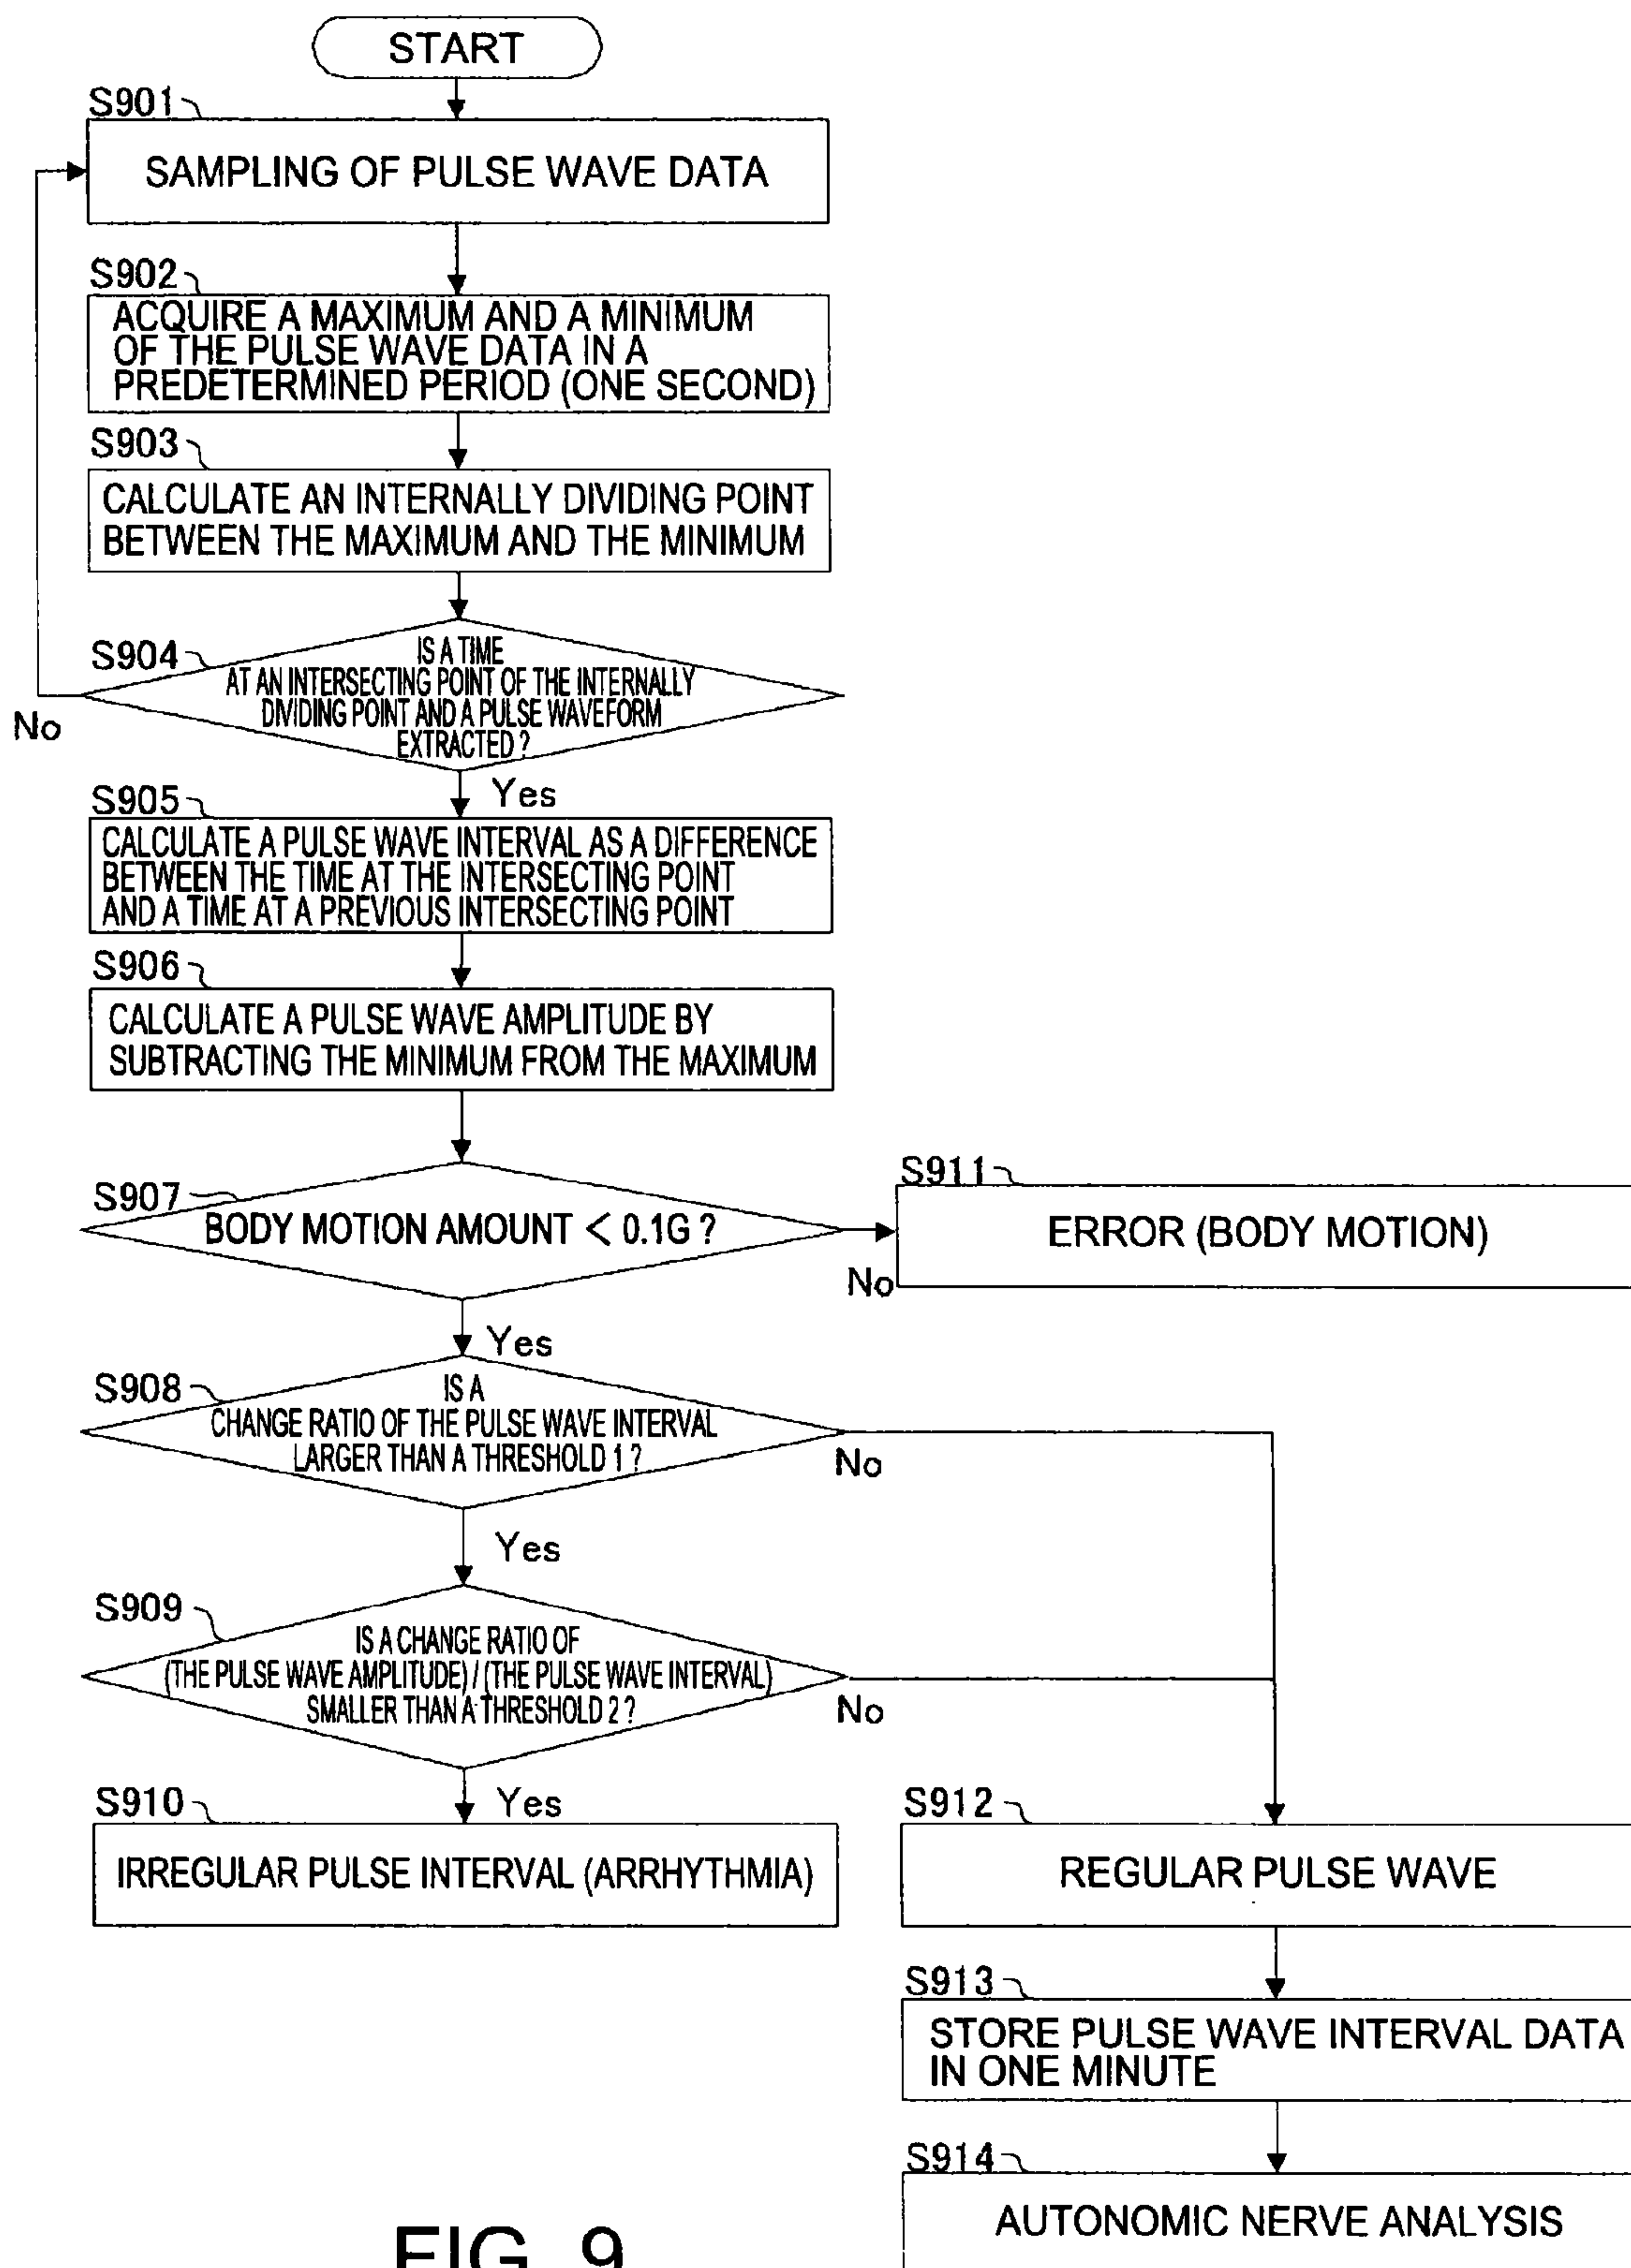 START
S901
SAMPLING OF PULSE WAVE DATA
S902
ACQUIRE A MAXIMUM AND A MINIMUM
OF THE PULSE WAVE DATA IN A
PREDETERMINED PERIOD (ONE SECOND)
S903
CALCULATE AN INTERNALLY DIVIDING POINT
BETWEEN THE MAXIMUM AND THE MINIMUM
S904
IS A TIME
AT AN INTERSECTING POINT OF THE INTERNALLY
DIVIDING POINT AND A PULSE WAVEFORM
EXTRACTED ?
No
Yes
S905
CALCULATE A PULSE WAVE INTERVAL AS A DIFFERENCE
BETWEEN THE TIME AT THE INTERSECTING POINT
AND A TIME AT A PREVIOUS INTERSECTING POINT
S906
CALCULATE A PULSE WAVE AMPLITUDE BY
SUBTRACTING THE MINIMUM FROM THE MAXIMUM
S907
BODY MOTION AMOUNT < 0.1G ?
No
S911
ERROR (BODY MOTION)
Yes
S908
IS A
CHANGE RATIO OF THE PULSE WAVE INTERVAL
LARGER THAN A THRESHOLD 1 ?
No
Yes
S909
IS A CHANGE RATIO OF
(THE PULSE WAVE AMPLITUDE) / (THE PULSE WAVE INTERVAL)
SMALLER THAN A THRESHOLD 2 ?
No
Yes
S910
IRREGULAR PULSE INTERVAL (ARRHYTHMIA)
S912
REGULAR PULSE WAVE
S913
STORE PULSE WAVE INTERVAL DATA
IN ONE MINUTE
S914
AUTONOMIC NERVE ANALYSIS
FIG. 9